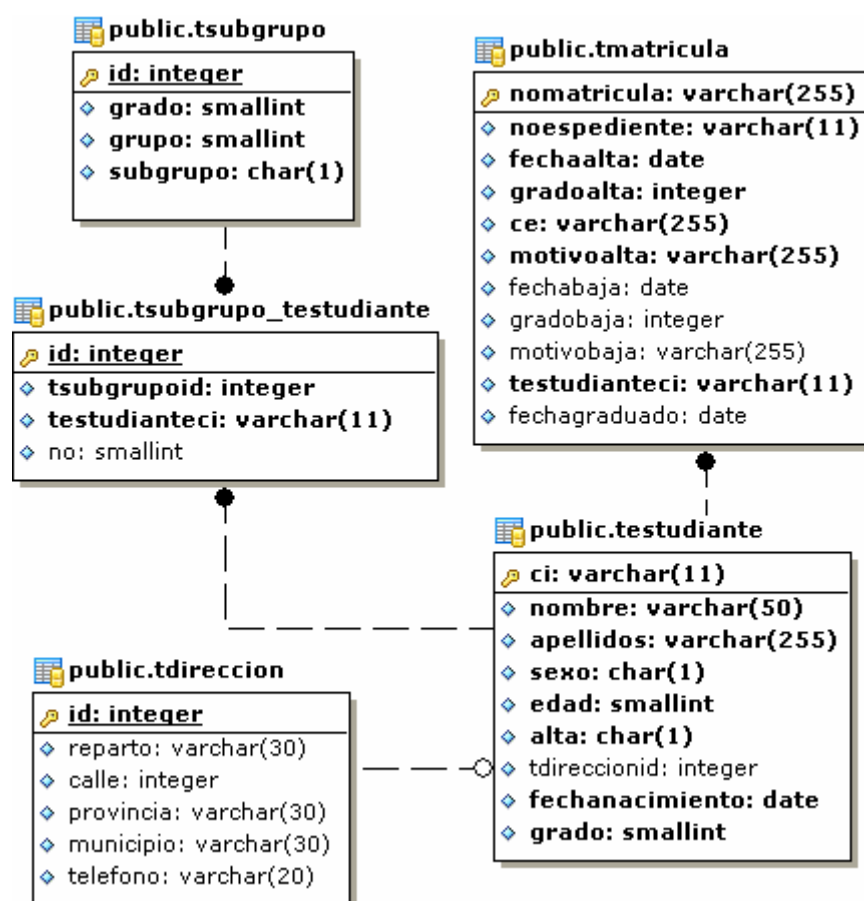 public.tsubgrupo
id: integer
grado: smallint
grupo: smallint
subgrupo: char(1)
public.tmatricula
nomatricula: varchar(255)
noespediente: varchar(11)
fechaalta: date
gradoalta: integer
ce: varchar(255)
motivoalta: varchar(255)
fechabaja: date
gradobaja: integer
motivobaja: varchar(255)
testudianteci: varchar(11)
fechagraduado: date
public.tsubgrupo_testudiante
id: integer
tsubgrupoid: integer
testudianteci: varchar(11)
no: smallint
public.testudiante
ci: varchar(11)
nombre: varchar(50)
apellidos: varchar(255)
sexo: char(1)
edad: smallint
alta: char(1)
tdireccionid: integer
fechanacimiento: date
grado: smallint
public.tdireccion
id: integer
reparto: varchar(30)
calle: integer
provincia: varchar(30)
municipio: varchar(30)
telefono: varchar(20)